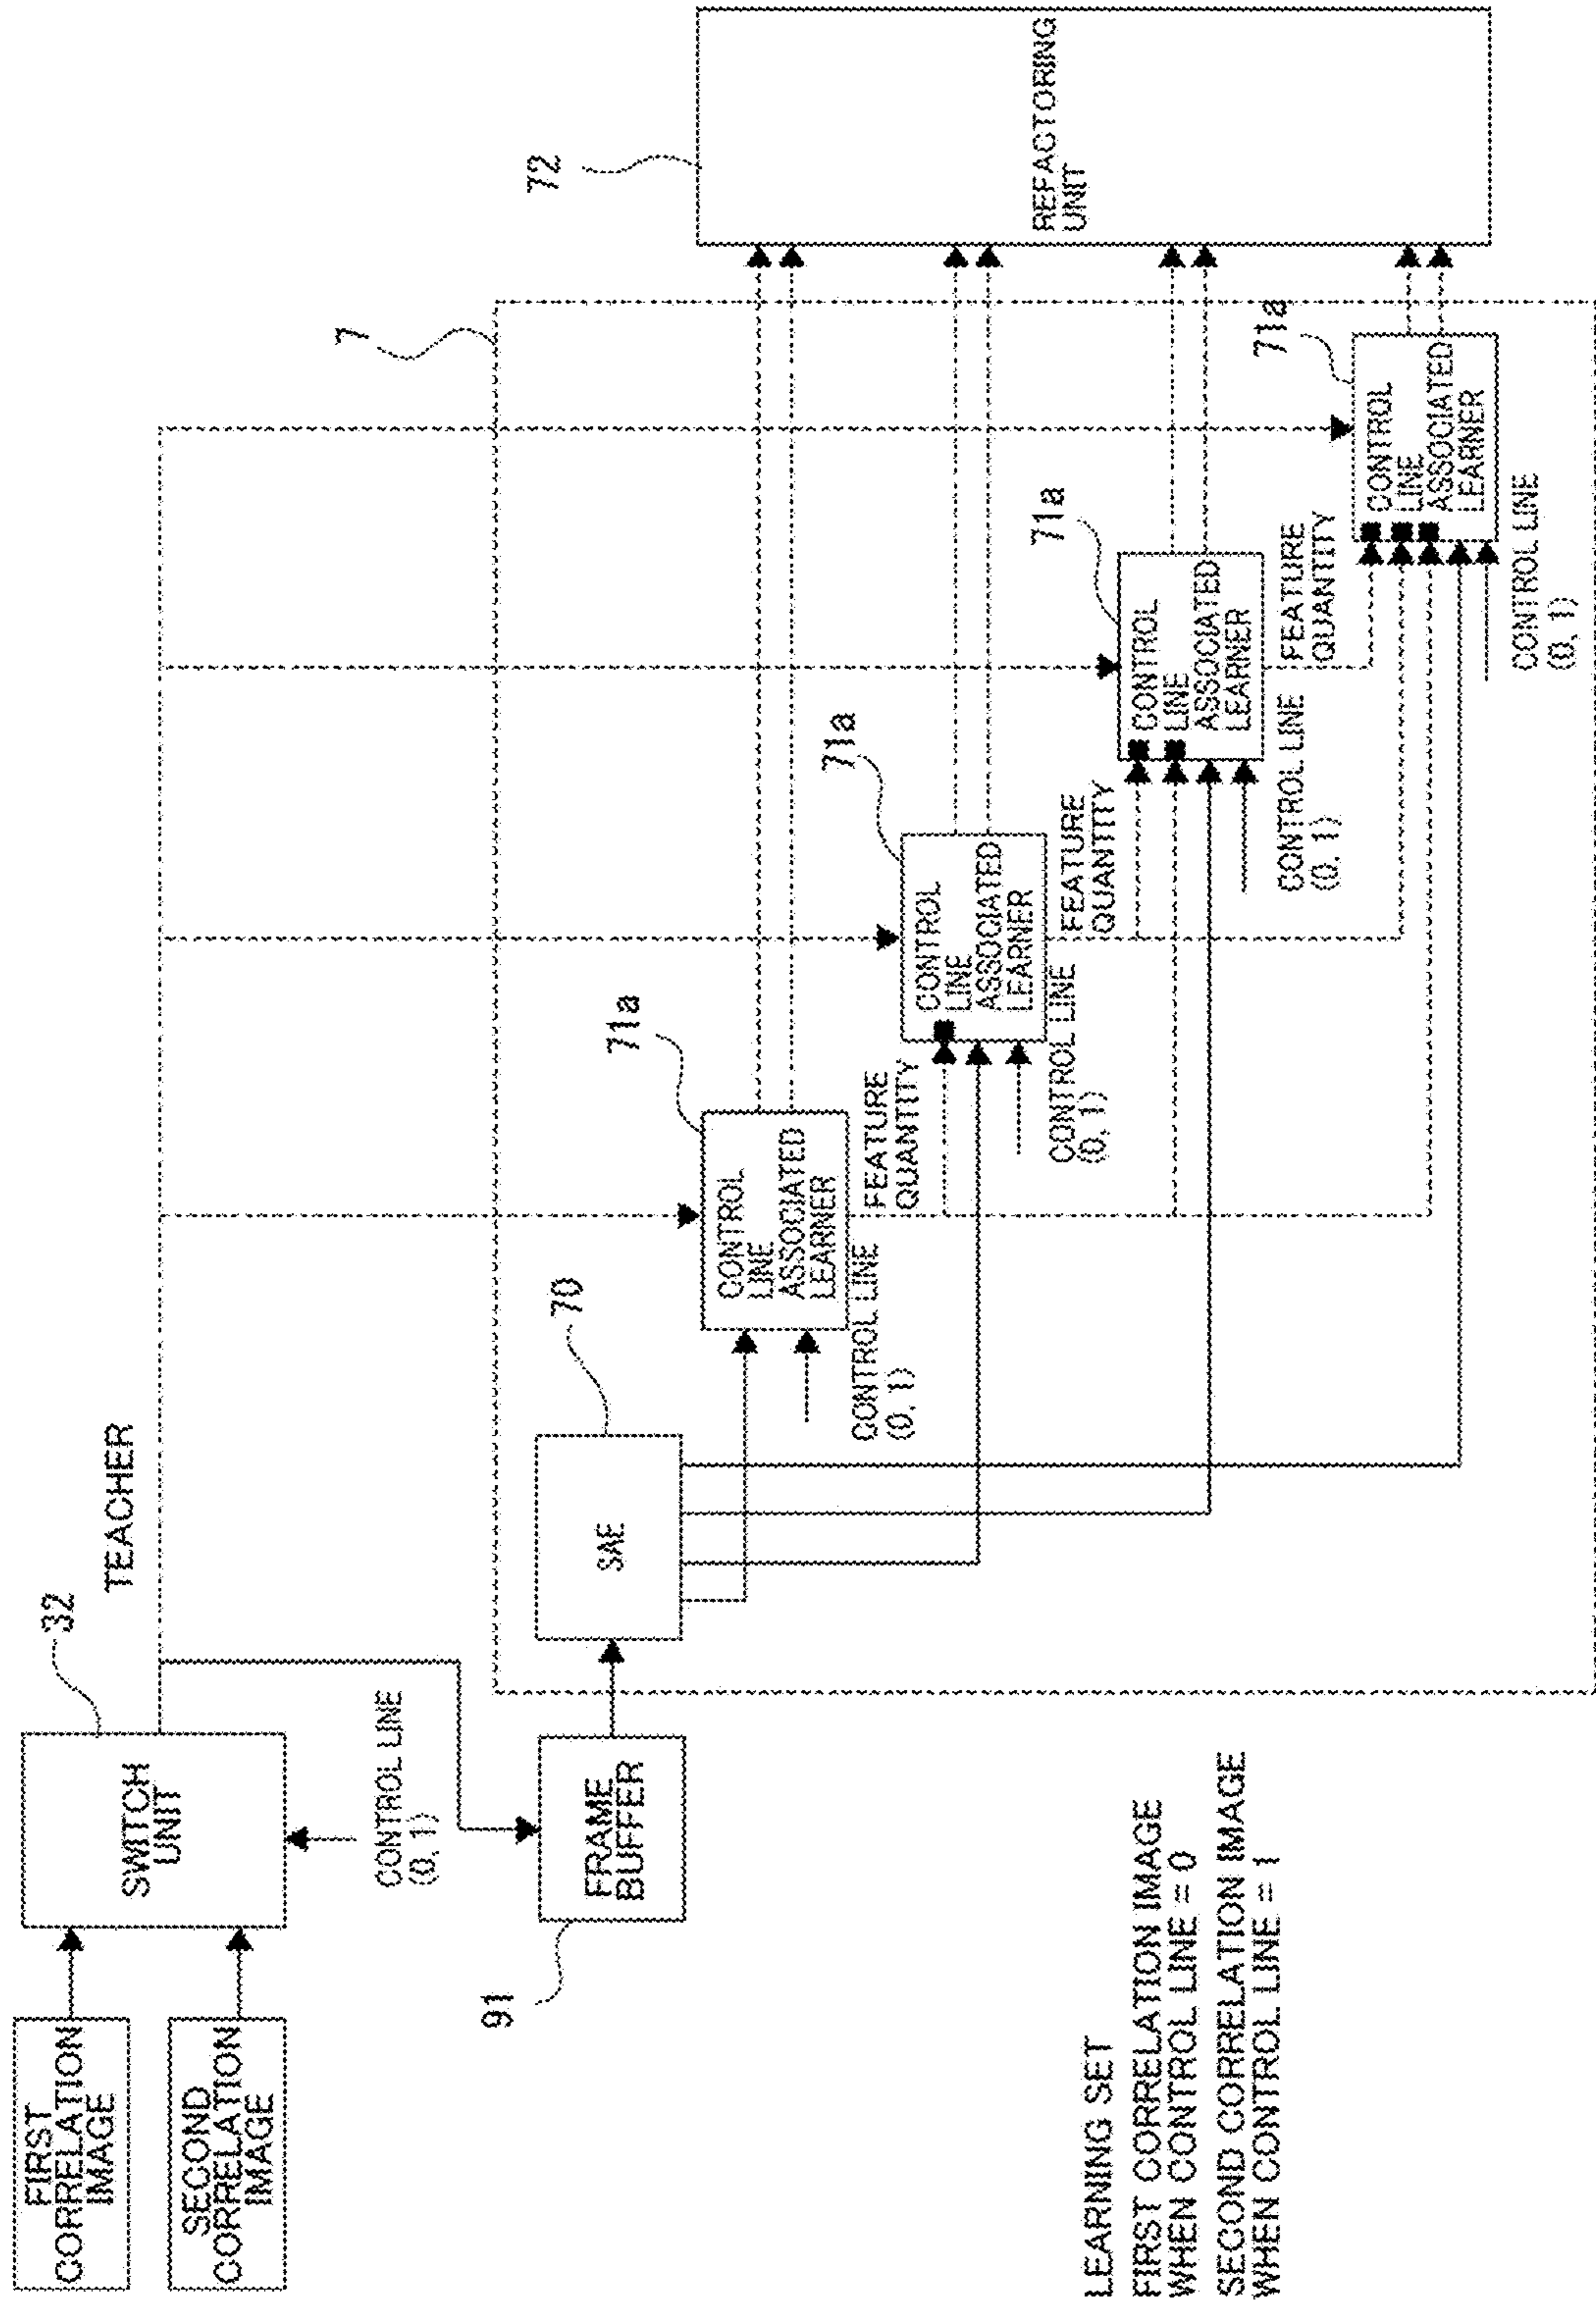 FIRST
CORRELATION
IMAGE
SECOND
CORRELATION
IMAGE
SWITCH
UNIT
32
TEACHER
CONTROL LINE
(0, 1)
FRAME
BUFFER
91
SAE
70
7
CONTROL
LINE
ASSOCIATED
LEARNER
71a
CONTROL LINE
(0, 1)
FEATURE
QUANTITY
CONTROL
LINE
ASSOCIATED
LEARNER
71a
CONTROL LINE
(0, 1)
FEATURE
QUANTITY
CONTROL
LINE
ASSOCIATED
LEARNER
71a
CONTROL LINE
(0, 1)
FEATURE
QUANTITY
CONTROL
LINE
ASSOCIATED
LEARNER
71a
CONTROL LINE
(0, 1)
72
REFACTORING
UNIT
LEARNING SET
FIRST CORRELATION IMAGE
WHEN CONTROL LINE = 0
SECOND CORRELATION IMAGE
WHEN CONTROL LINE = 1